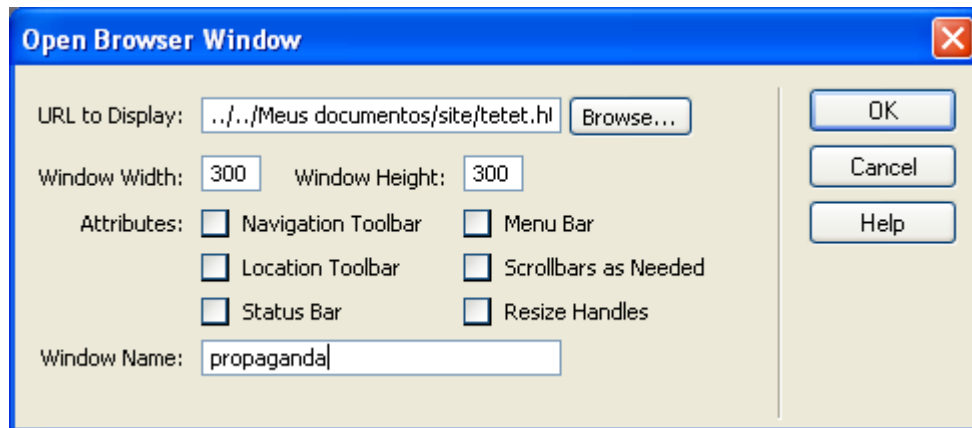 Open Browser Window
URL to Display: ../../Meus documentos/site/tetet.ht Browse... OK
Window Width: 300 Window Height: 300 Cancel
Attributes: Navigation Toolbar Menu Bar Help
Location Toolbar Scrollbars as Needed
Status Bar Resize Handles
Window Name: propaganda